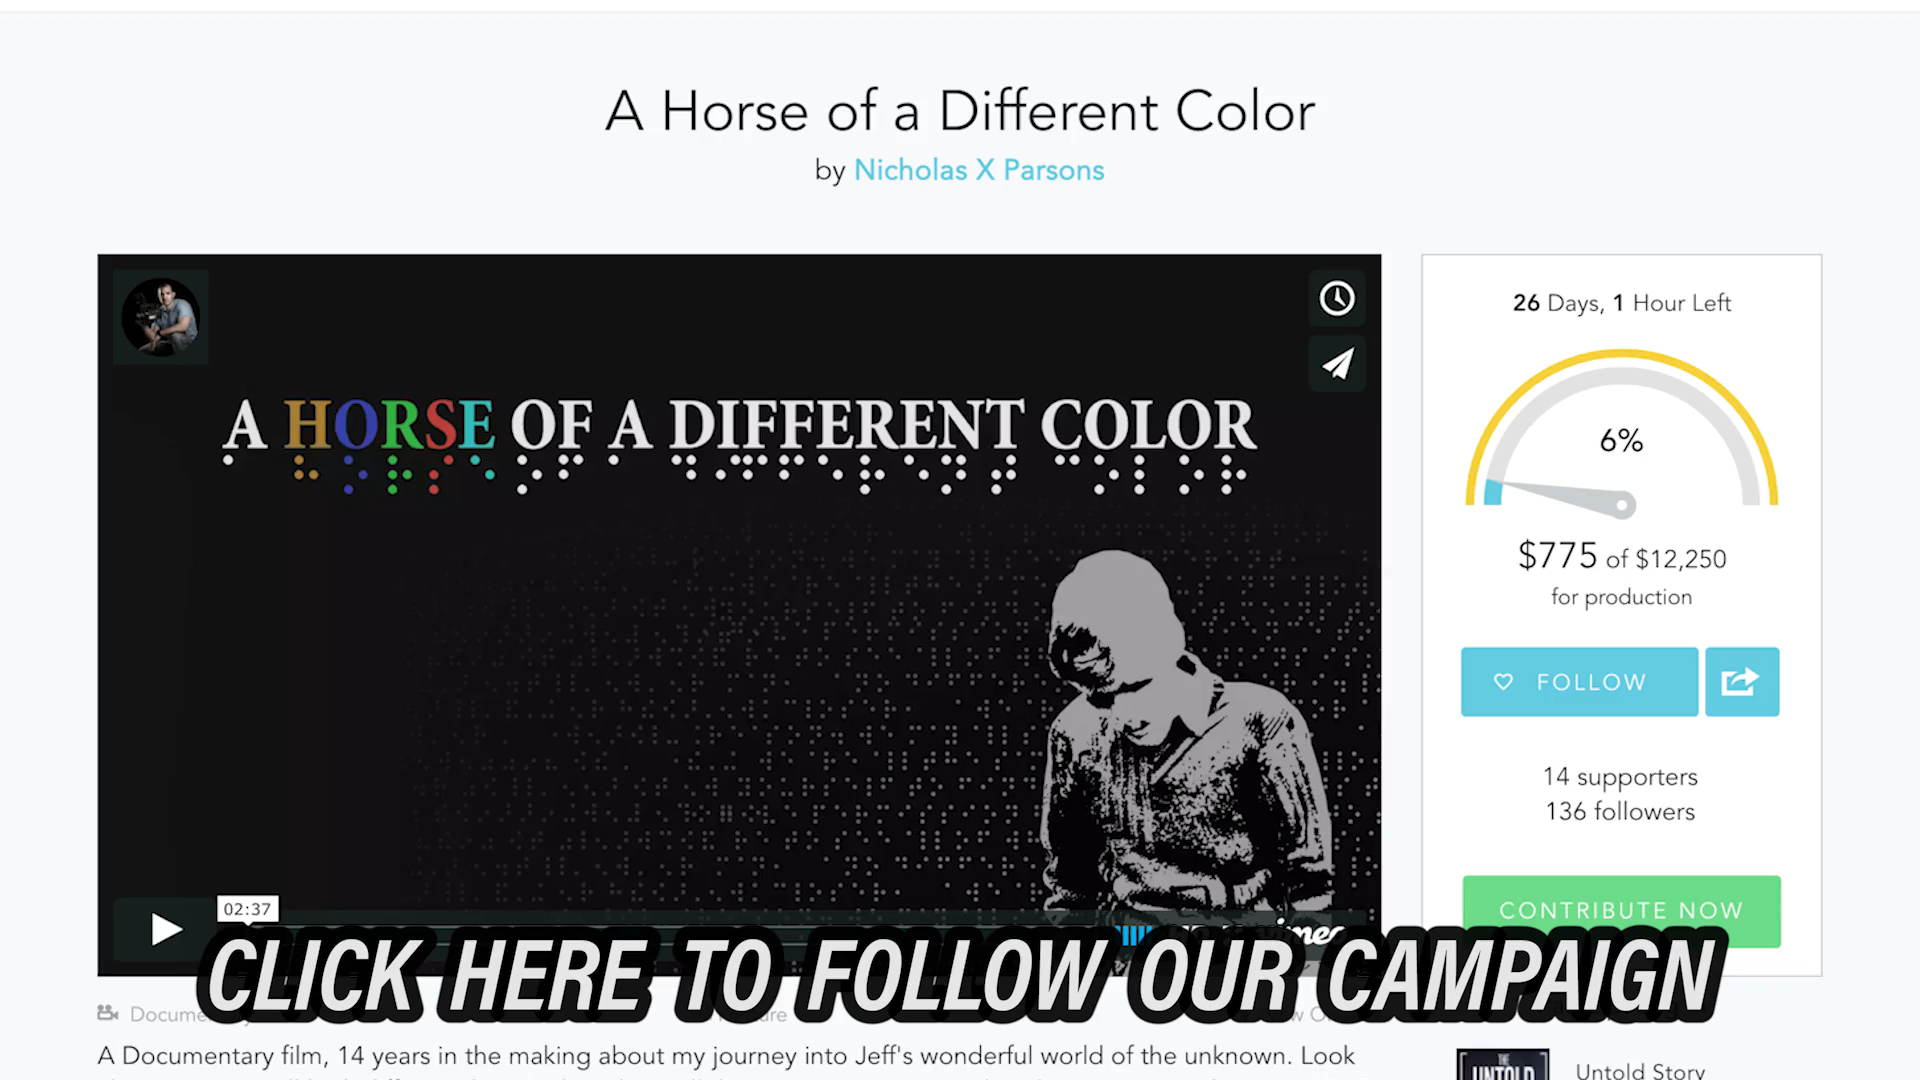 A Horse of a Different Color
by Nicholas X Parsons
A HORSE OF A DIFFERENT COLOR
26 Days, 1 Hour Left
6%
$775 of $12,250
for production
FOLLOW
14 supporters
136 followers
CONTRIBUTE NOW
02:37
vimeo
CLICK HERE TO FOLLOW OUR CAMPAIGN
A Documentary film, 14 years in the making about my journey into Jeff's wonderful world of the unknown. Look
THE
UNTOLD
Untold Story